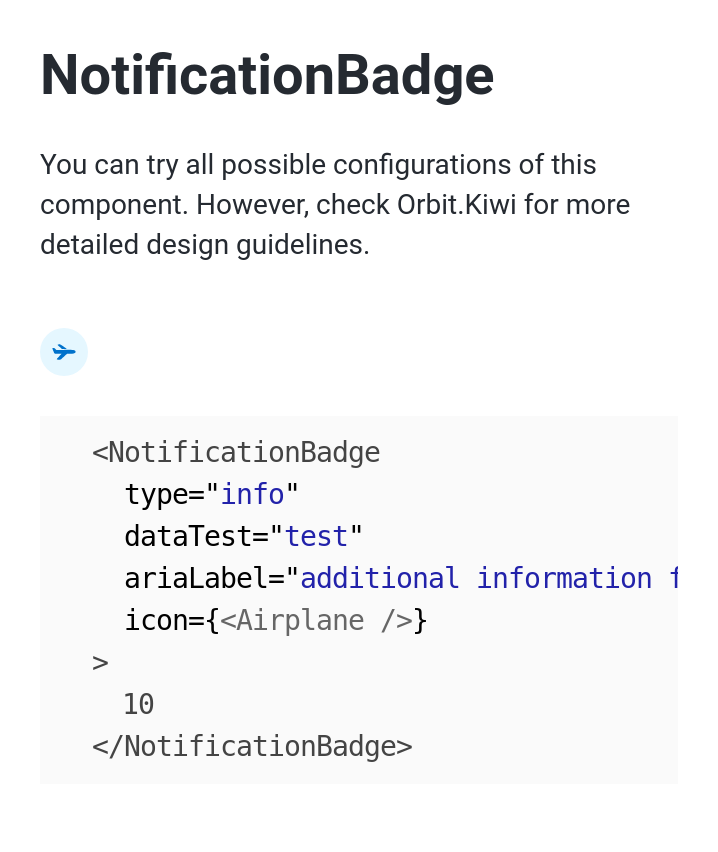 NotificationBadge
You can try all possible configurations of this
component. However, check Orbit.Kiwi for more
detailed design guidelines.
<NotificationBadge
type="info"
dataTest="test"
ariaLabel="additional information f
icon={<Airplane />}
>
10
</NotificationBadge>